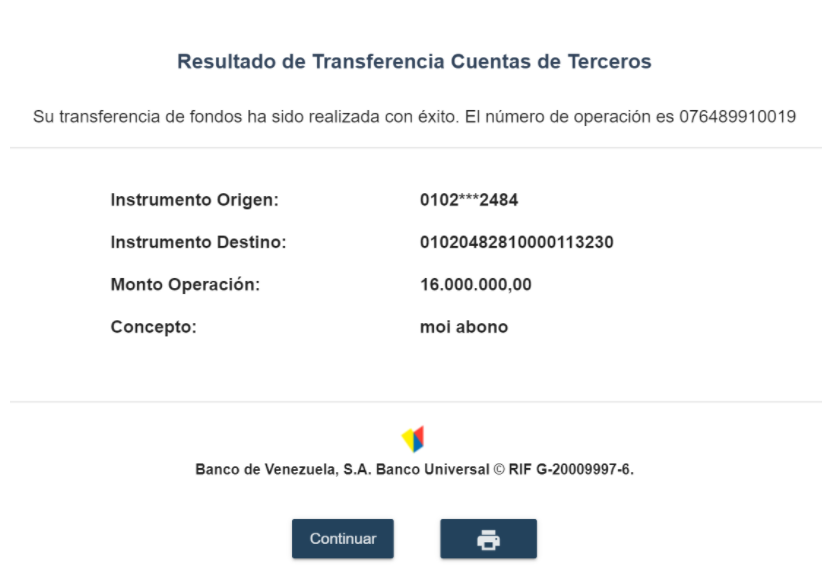 Resultado de Transferencia Cuentas de Terceros
Su transferencia de fondos ha sido realizada con éxito. El número de operación es 076489910019
Instrumento Origen: 0102***2484
Instrumento Destino: 01020482810000113230
Monto Operación: 16.000.000,00
Concepto: moi abono
Banco de Venezuela, S.A. Banco Universal © RIF G-20009997-6.
Continuar